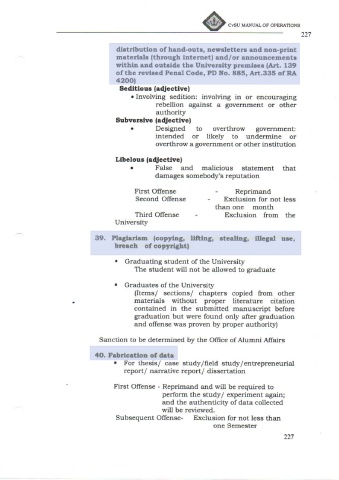 CvSU MANUAL OF OPERATIONS
227
distribution of hand-outs, newsletters and non-print
materials (through internet) and/or announcements
within and outside the University premises (Art. 139
of the revised Penal Code, PD No. 885, Art.335 of RA
4200)
Seditious (adjective)
• Involving sedition: involving in or encouraging
rebellion against a government or other
authority
Subversive (adjective)
• Designed to overthrow government:
intended or likely to undermine or
overthrow a government or other institution
Libelous (adjective)
• False and malicious statement that
damages somebody's reputation
First Offense - Reprimand
Second Offense - Exclusion for not less
than one month
Third Offense - Exclusion from the
University
39. Plagiarism (copying, lifting, stealing, illegal use,
breach of copyright)
• Graduating student of the University
The student will not be allowed to graduate
• Graduates of the University
(Items/ sections/ chapters copied from other
materials without proper literature citation
contained in the submitted manuscript before
graduation but were found only after graduation
and offense was proven by proper authority)
Sanction to be determined by the Office of Alumni Affairs
40. Fabrication of data
• For thesis/ case study/field study/entrepreneurial
report/ narrative report/ dissertation
First Offense - Reprimand and will be required to
perform the study/ experiment again;
and the authenticity of data collected
will be reviewed.
Subsequent Offense- Exclusion for not less than
one Semester
227